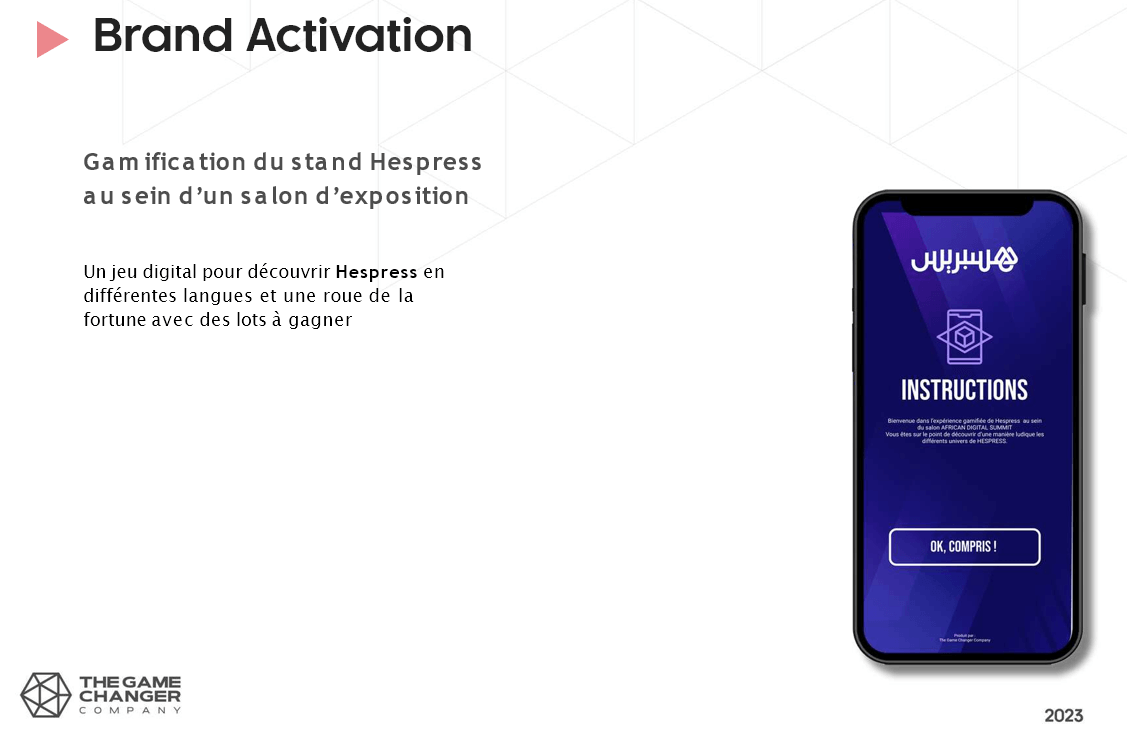 Brand Activation
Gamification du stand Hespress
au sein d’un salon d’exposition
Un jeu digital pour découvrir Hespress en
différentes langues et une roue de la
fortune avec des lots à gagner
هسبريس
INSTRUCTIONS
Bienvenue dans l'expérience gamifiée de Hespress au sein
du salon AFRICAN DIGITAL SUMMIT
Vous êtes sur le point de découvrir d'une manière ludique les
différents univers de HESPRESS.
OK, COMPRIS !
Produit par :
The Game Changer Company
THE GAME
CHANGER
COMPANY
2023